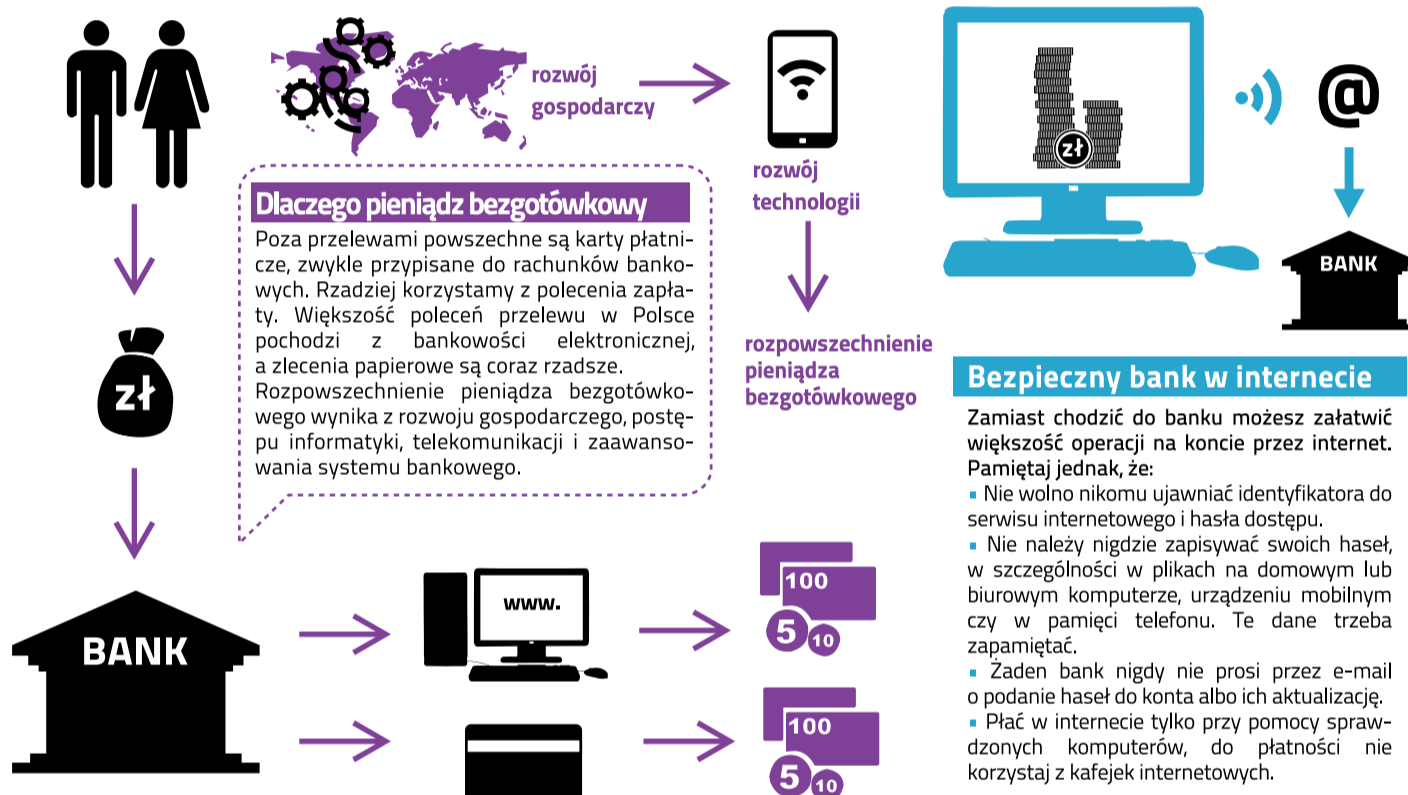 rozwój
gospodarczy
rozwój
technologii
rozpowszechnienie
pieniądza
bezgotówkowego
Dlaczego pieniądz bezgotówkowy
Poza przelewami powszechne są karty płatni-
cze, zwykle przypisane do rachunków banko-
wych. Rzadziej korzystamy z polecenia zapła-
ty. Większość poleceń przelewu w Polsce
pochodzi z bankowości elektronicznej,
a zlecenia papierowe są coraz rzadsze.
Rozpowszechnienie pieniądza bezgotówko-
wego wynika z rozwoju gospodarczego, postę-
pu informatyki, telekomunikacji i zaawanso-
wania systemu bankowego.
zł
BANK
www.
100
5
10
100
5
10
zł
@
BANK
Bezpieczny bank w internecie
Zamiast chodzić do banku możesz załatwić
większość operacji na koncie przez internet.
Pamiętaj jednak, że:
▪ Nie wolno nikomu ujawniać identyfikatora do
serwisu internetowego i hasła dostępu.
▪ Nie należy nigdzie zapisywać swoich haseł,
w szczególności w plikach na domowym lub
biurowym komputerze, urządzeniu mobilnym
czy w pamięci telefonu. Te dane trzeba
zapamiętać.
▪ Żaden bank nigdy nie prosi przez e-mail
o podanie haseł do konta albo ich aktualizację.
▪ Płać w internecie tylko przy pomocy spraw-
dzonych komputerów, do płatności nie
korzystaj z kafejek internetowych.